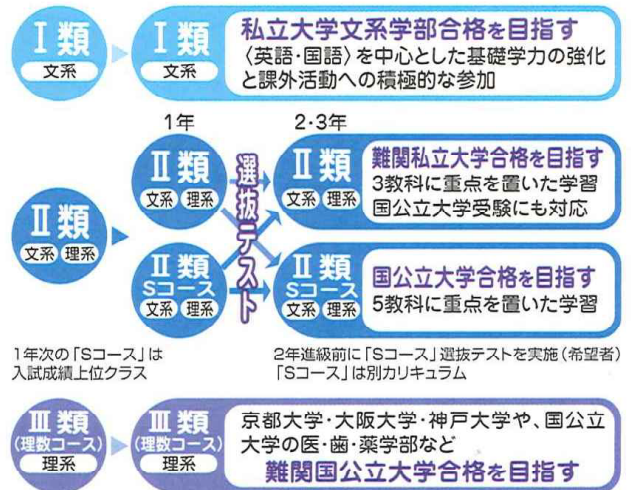 Ⅰ類
文系
Ⅰ類
文系
私立大学文系学部合格を目指す
〈英語・国語〉を中心とした基礎学力の強化
と課外活動への積極的な参加
1年
2・3年
Ⅱ類
文系 理系
Ⅱ類
文系 理系
Ⅱ類
Sコース
文系 理系
選抜テスト
Ⅱ類
文系 理系
難関私立大学合格を目指す
3教科に重点を置いた学習
国公立大学受験にも対応
Ⅱ類
Sコース
文系 理系
国公立大学合格を目指す
5教科に重点を置いた学習
1年次の「Sコース」は
入試成績上位クラス
2年進級前に「Sコース」選抜テストを実施(希望者)
「Sコース」は別カリキュラム
Ⅲ類
(理数コース)
理系
Ⅲ類
(理数コース)
理系
京都大学・大阪大学・神戸大学や、国公立
大学の医・歯・薬学部など
難関国公立大学合格を目指す